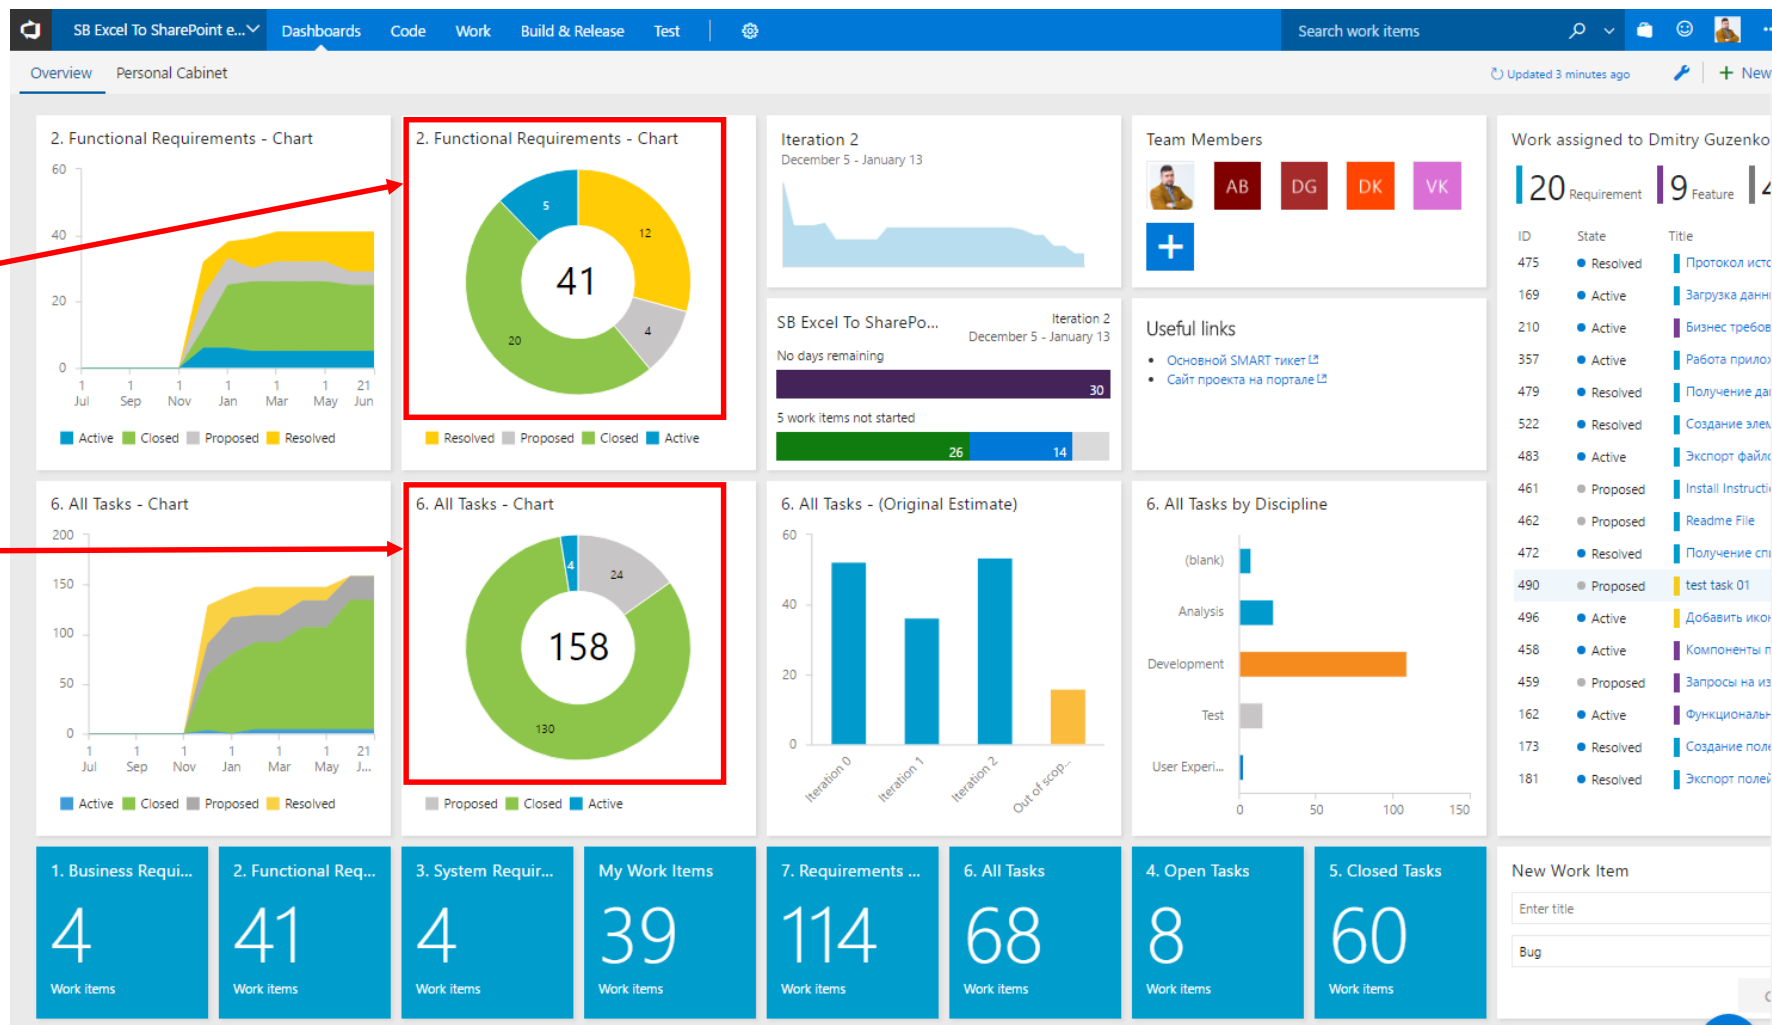 SB Excel To SharePoint e... Dashboards Code Work Build & Release Test Search work items
Overview Personal Cabinet Updated 3 minutes ago + New
2. Functional Requirements - Chart
60
40
20
0
1 1 1 1 1 1 21
Jul Sep Nov Jan Mar May Jun
Active Closed Proposed Resolved
2. Functional Requirements - Chart
5
12
41
4
20
Resolved Proposed Closed Active
Iteration 2
December 5 - January 13
SB Excel To SharePo... Iteration 2
December 5 - January 13
No days remaining
30
5 work items not started
26 14
Team Members
AB DG DK VK
Useful links
Основной SMART тикет
Сайт проекта на портале
Work assigned to Dmitry Guzenko
20 Requirement 9 Feature 4
ID State Title
475 Resolved Протокол исто
169 Active Загрузка данн
210 Active Бизнес требов
357 Active Работа прилож
479 Resolved Получение дан
522 Resolved Создание элем
483 Active Экспорт файло
461 Proposed Install Instructi
462 Proposed Readme File
472 Resolved Получение спи
490 Proposed test task 01
496 Active Добавить икон
458 Active Компоненты п
459 Proposed Запросы на из
162 Active Функциональн
173 Resolved Создание поле
181 Resolved Экспорт полей
6. All Tasks - Chart
200
150
100
50
0
1 1 1 1 1 1 21
Jul Sep Nov Jan Mar May J...
Active Closed Proposed Resolved
6. All Tasks - Chart
4
24
158
130
Proposed Closed Active
6. All Tasks - (Original Estimate)
60
40
20
0
Iteration 0 Iteration 1 Iteration 2 Out of scop...
6. All Tasks by Discipline
(blank)
Analysis
Development
Test
User Experi...
0 50 100 150
1. Business Requi...
4
Work items
2. Functional Req...
41
Work items
3. System Requir...
4
Work items
My Work Items
39
Work items
7. Requirements ...
114
Work items
6. All Tasks
68
Work items
4. Open Tasks
8
Work items
5. Closed Tasks
60
Work items
New Work Item
Enter title
Bug